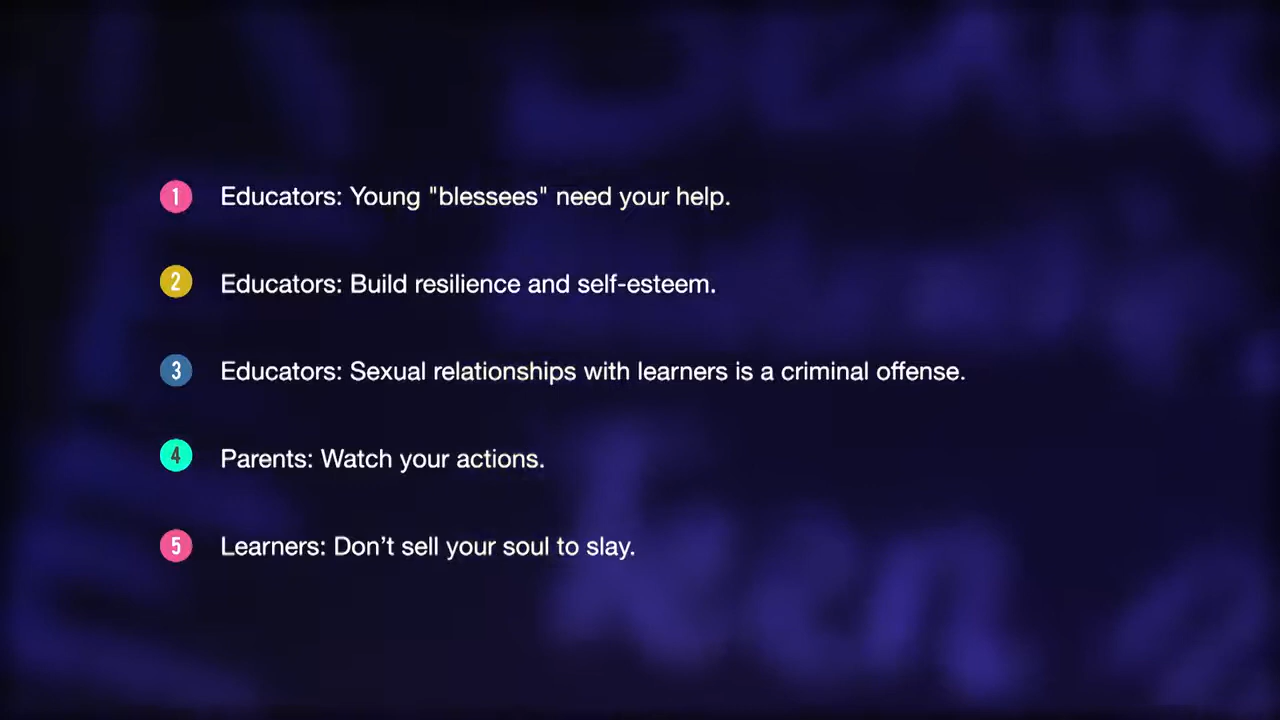 1 Educators: Young "blessees" need your help.
2 Educators: Build resilience and self-esteem.
3 Educators: Sexual relationships with learners is a criminal offense.
4 Parents: Watch your actions.
5 Learners: Don’t sell your soul to slay.